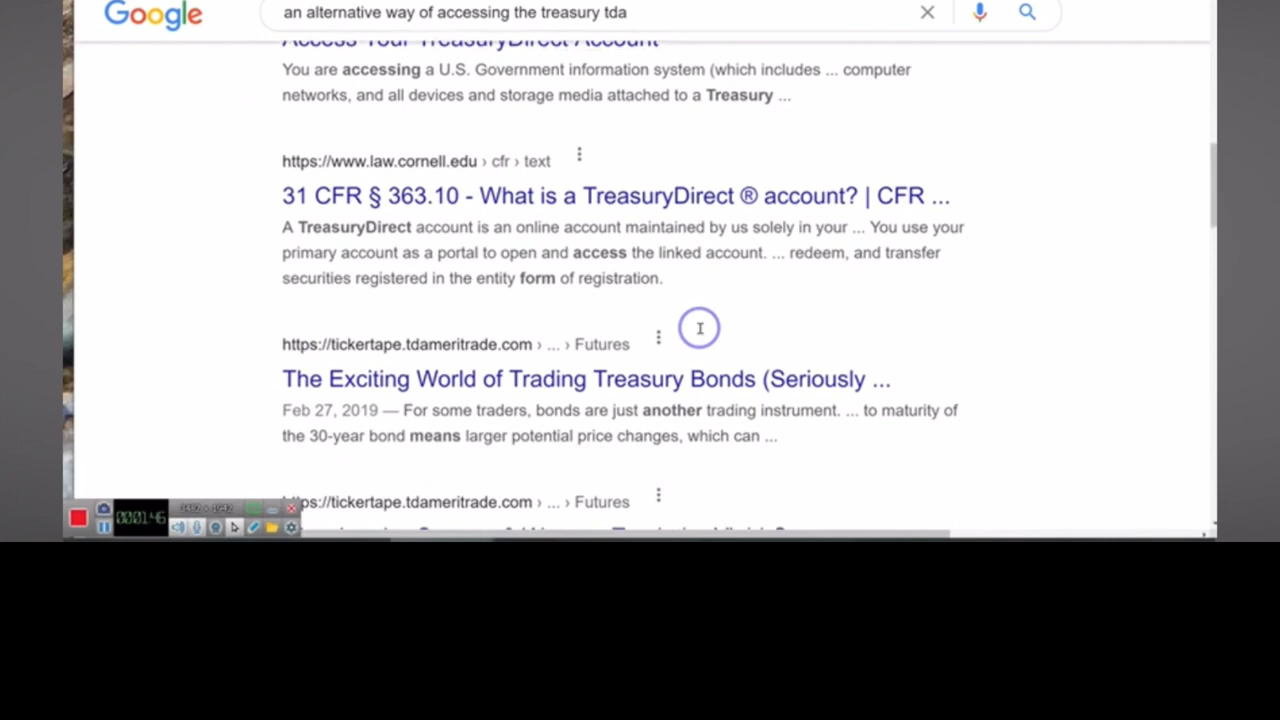 Google
an alternative way of accessing the treasury tda
Access Your TreasuryDirect Account
You are accessing a U.S. Government information system (which includes ... computer
networks, and all devices and storage media attached to a Treasury ...
https://www.law.cornell.edu › cfr › text
31 CFR § 363.10 - What is a TreasuryDirect ® account? | CFR ...
A TreasuryDirect account is an online account maintained by us solely in your ... You use your
primary account as a portal to open and access the linked account. ... redeem, and transfer
securities registered in the entity form of registration.
https://tickertape.tdameritrade.com › ... › Futures
The Exciting World of Trading Treasury Bonds (Seriously ...
Feb 27, 2019 — For some traders, bonds are just another trading instrument. ... to maturity of
the 30-year bond means larger potential price changes, which can ...
ps://tickertape.tdameritrade.com › ... › Futures